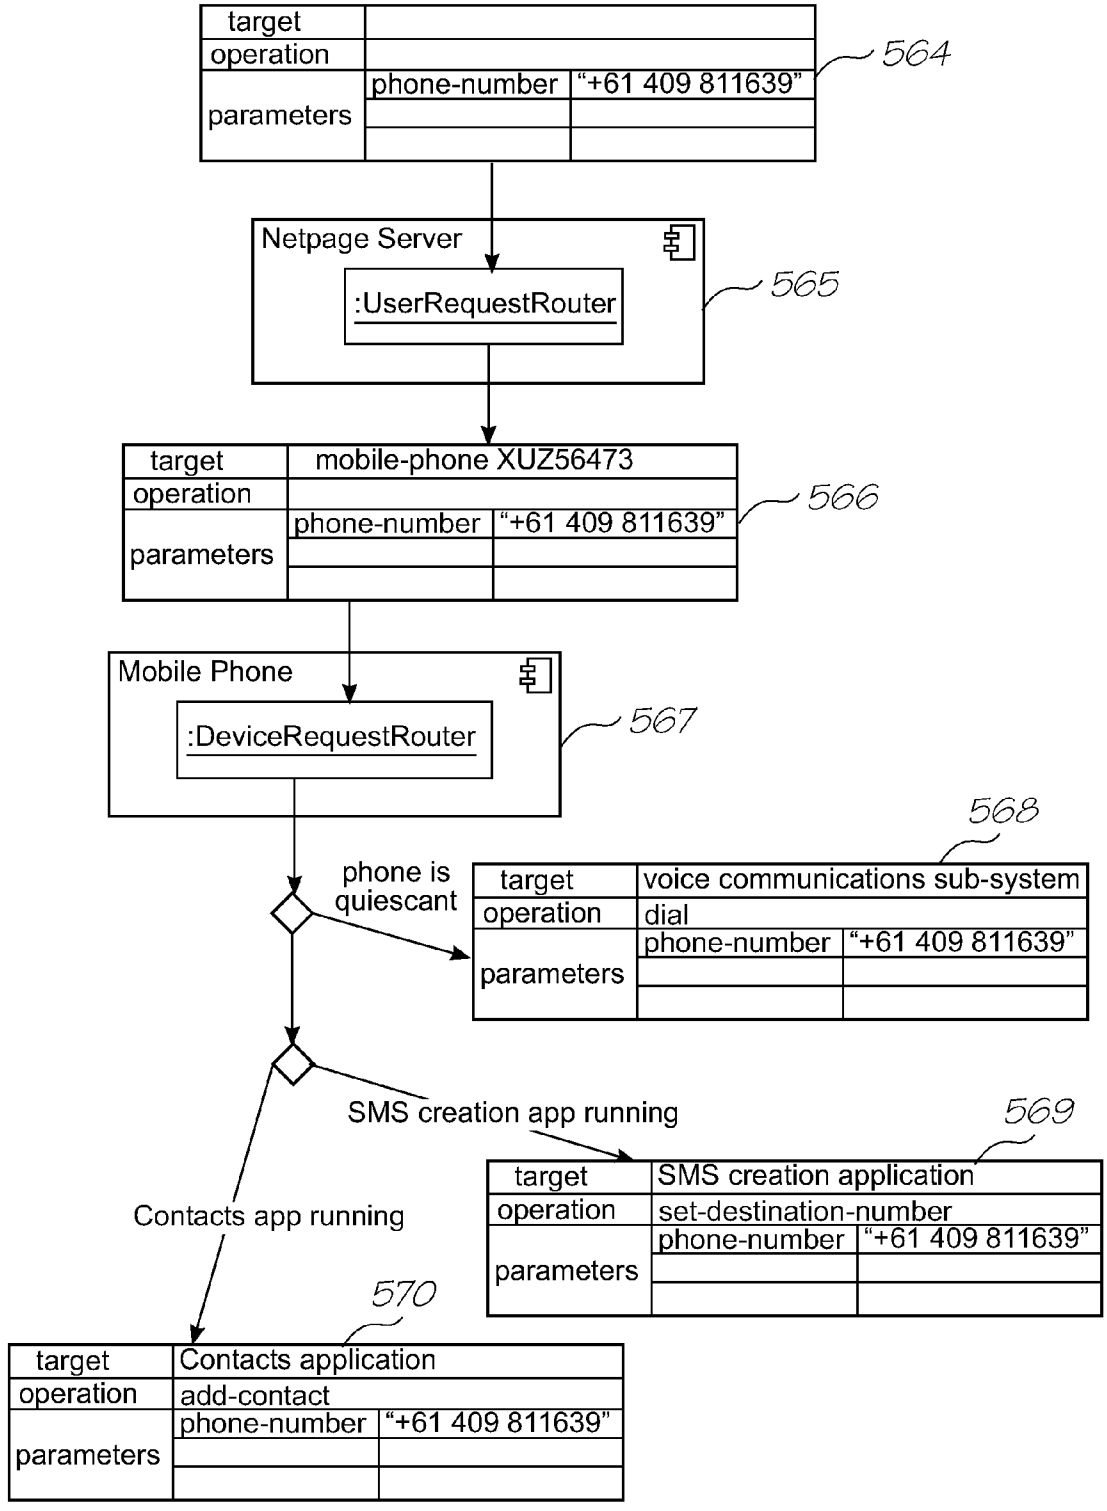 target
operation
phone-number "+61 409 811639"
parameters
564
Netpage Server
:UserRequestRouter
565
target mobile-phone XUZ56473
operation
phone-number "+61 409 811639"
parameters
566
Mobile Phone
:DeviceRequestRouter
567
phone is
quiescant
568
target voice communications sub-system
operation dial
phone-number "+61 409 811639"
parameters
SMS creation app running
569
target SMS creation application
operation set-destination-number
phone-number "+61 409 811639"
parameters
Contacts app running
570
target Contacts application
operation add-contact
phone-number "+61 409 811639"
parameters